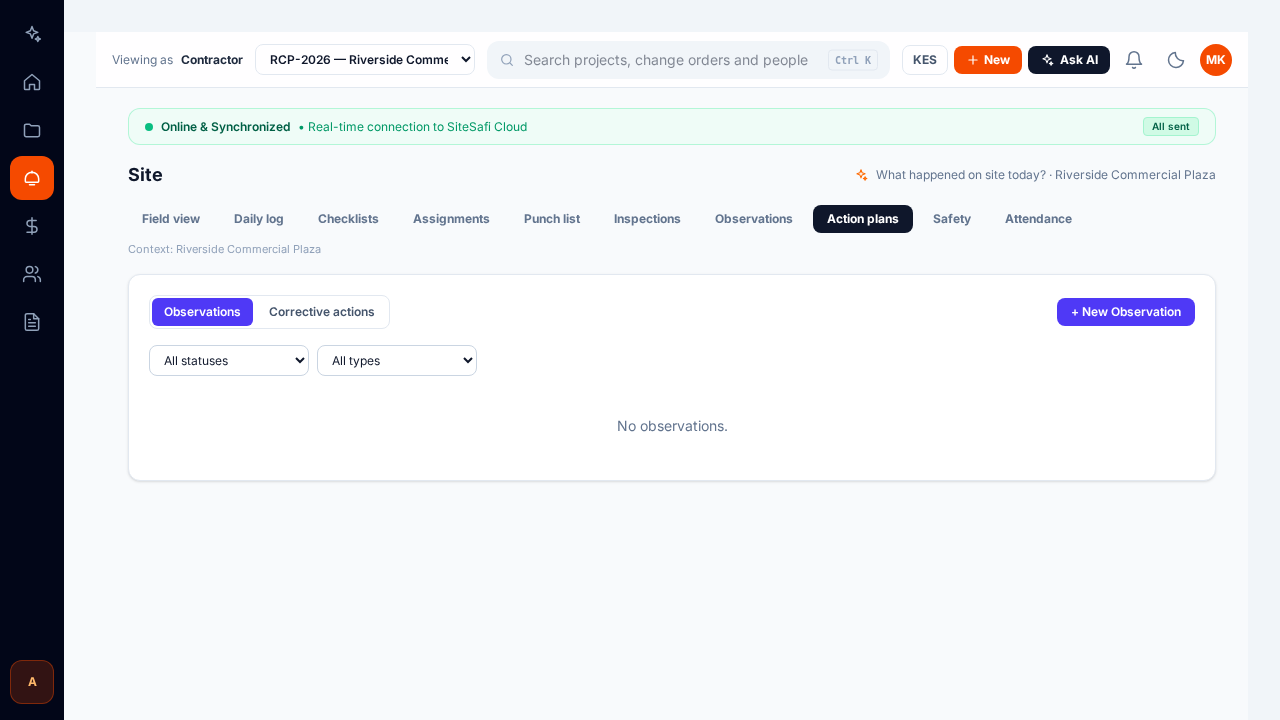 Viewing as Contractor RCP-2026 — Riverside Comme Search projects, change orders and people Ctrl K KES + New Ask AI MK
Online & Synchronized • Real-time connection to SiteSafi Cloud All sent
Site What happened on site today? · Riverside Commercial Plaza
Field view Daily log Checklists Assignments Punch list Inspections Observations Action plans Safety Attendance
Context: Riverside Commercial Plaza
Observations Corrective actions + New Observation
All statuses All types
No observations.
A